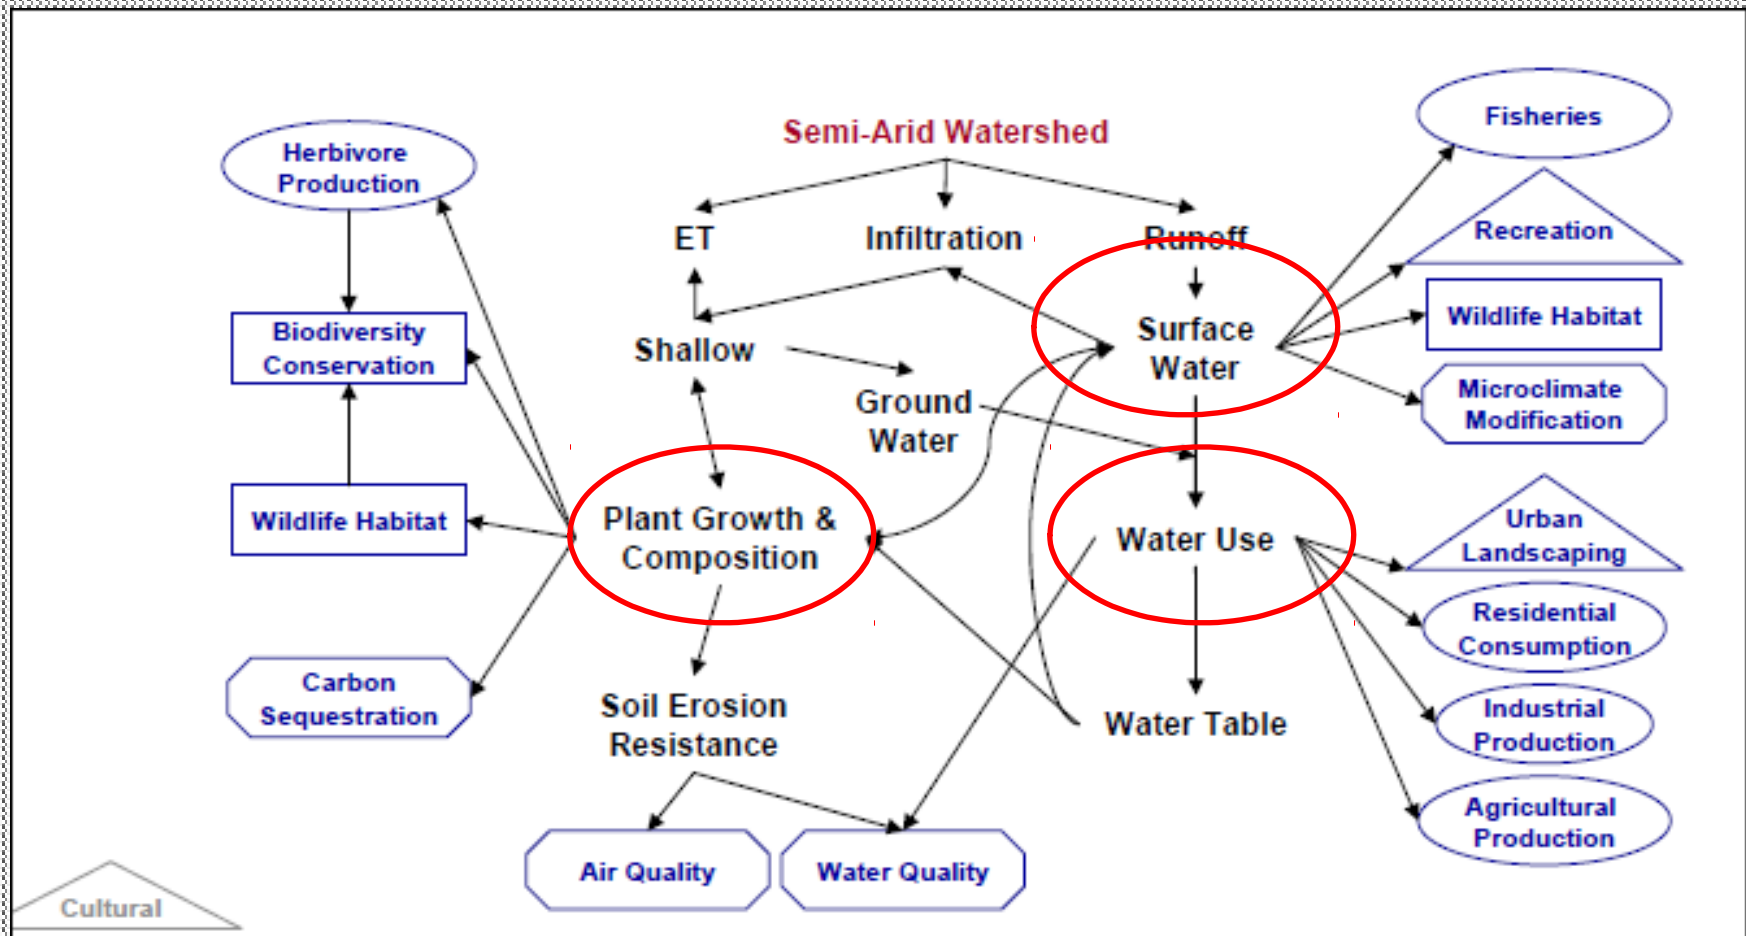 Semi-Arid Watershed
ET
Infiltration
Runoff
Shallow
Surface
Water
Ground
Water
Plant Growth &
Composition
Water Use
Soil Erosion
Resistance
Water Table
Herbivore
Production
Biodiversity
Conservation
Wildlife Habitat
Carbon
Sequestration
Air Quality
Water Quality
Fisheries
Recreation
Wildlife Habitat
Microclimate
Modification
Urban
Landscaping
Residential
Consumption
Industrial
Production
Agricultural
Production
Cultural